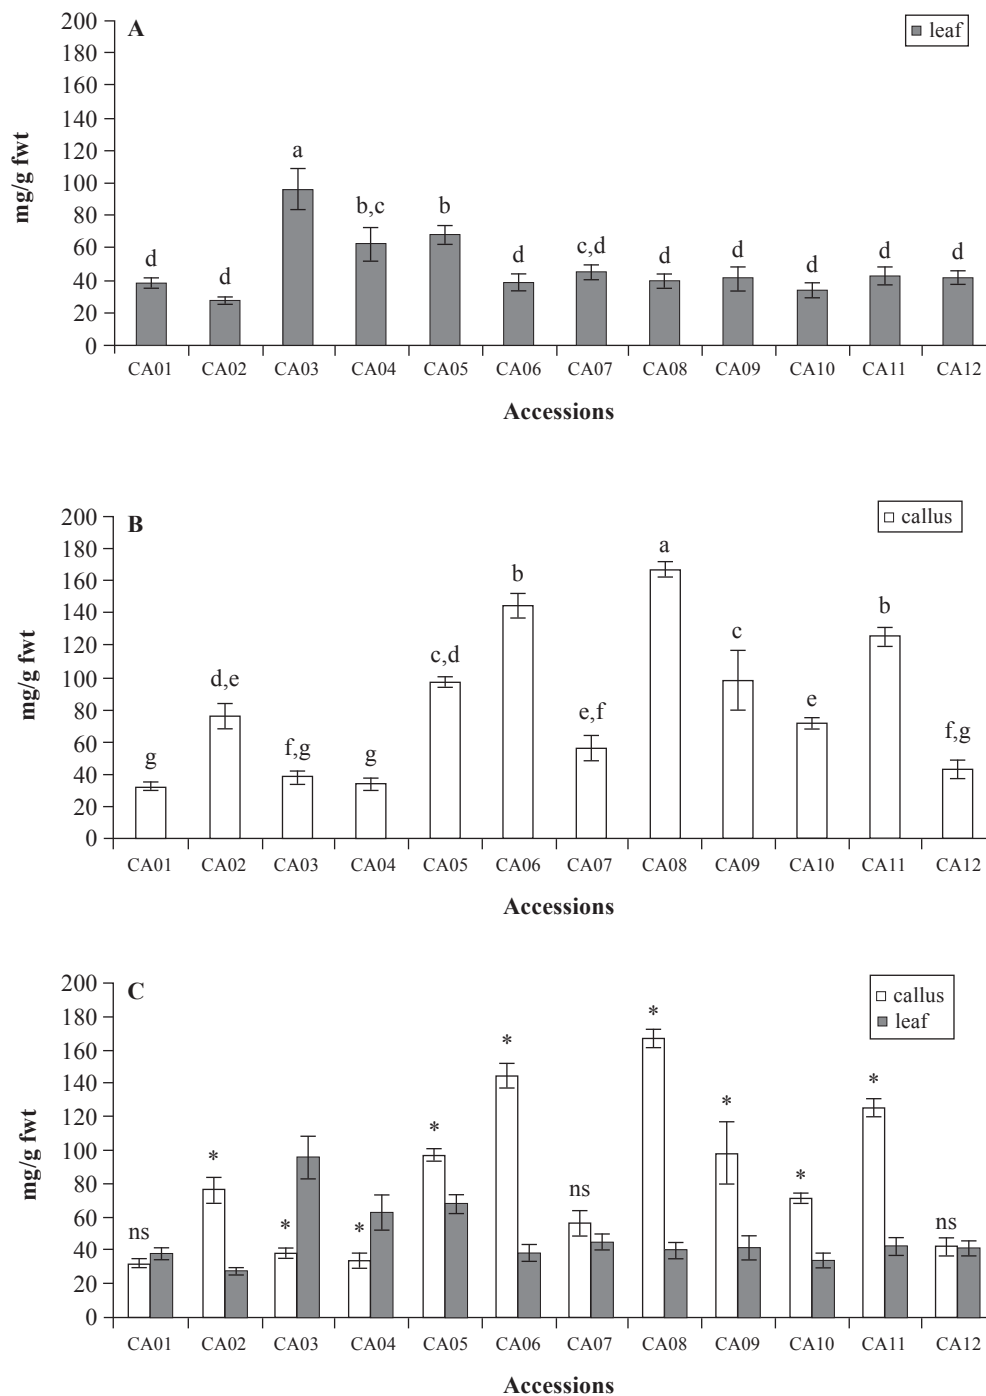 A
leaf
200
180
160
140
120
100
80
60
40
20
0
mg/g fwt
a
b,c
b
d
d
d
c,d
d
d
d
d
d
CA01 CA02 CA03 CA04 CA05 CA06 CA07 CA08 CA09 CA10 CA11 CA12
Accessions
B
callus
200
180
160
140
120
100
80
60
40
20
0
mg/g fwt
g
d,e
f,g
g
c,d
b
e,f
a
c
e
b
f,g
CA01 CA02 CA03 CA04 CA05 CA06 CA07 CA08 CA09 CA10 CA11 CA12
Accessions
C
callus
leaf
200
180
160
140
120
100
80
60
40
20
0
mg/g fwt
ns
*
*
*
*
*
ns
*
*
*
*
ns
CA01 CA02 CA03 CA04 CA05 CA06 CA07 CA08 CA09 CA10 CA11 CA12
Accessions